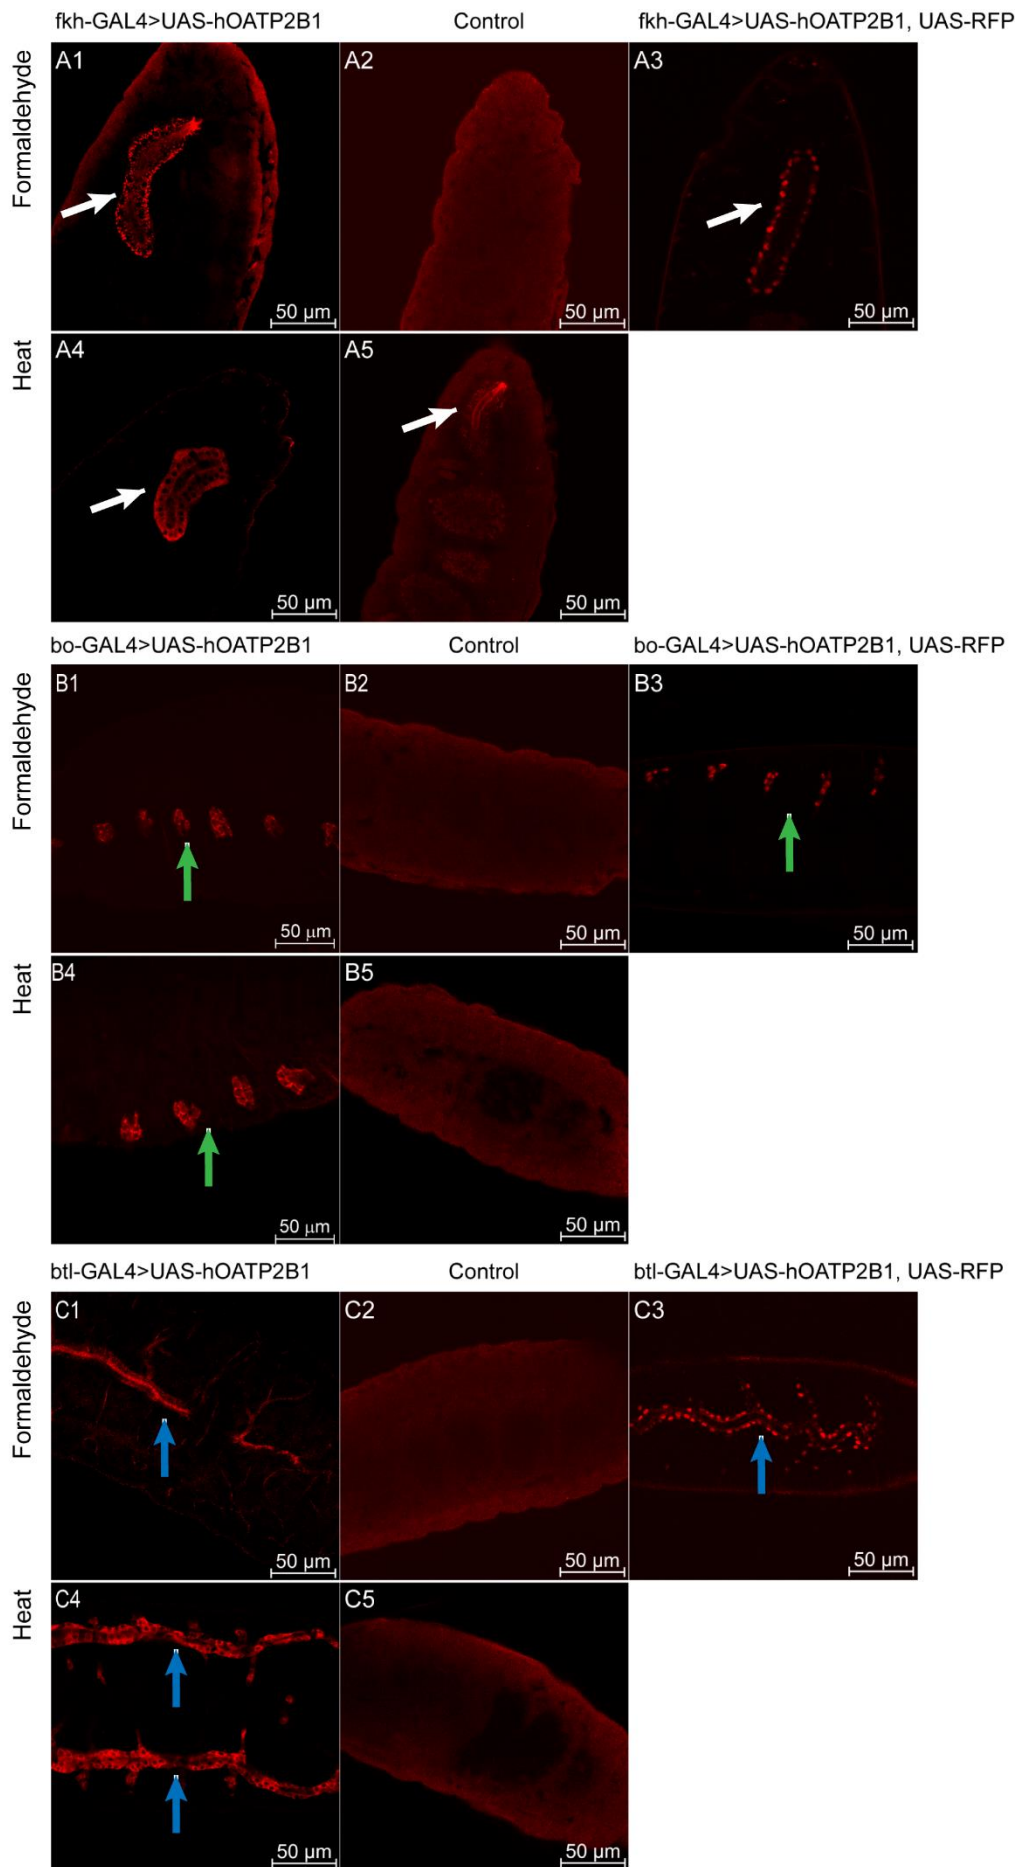 fkh-GAL4>UAS-hOATP2B1 Control fkh-GAL4>UAS-hOATP2B1, UAS-RFP
Formaldehyde
A1 A2 A3
50 µm 50 µm 50 µm
Heat
A4 A5
50 µm 50 µm
bo-GAL4>UAS-hOATP2B1 Control bo-GAL4>UAS-hOATP2B1, UAS-RFP
Formaldehyde
B1 B2 B3
50 µm 50 µm 50 µm
Heat
B4 B5
50 µm 50 µm
btl-GAL4>UAS-hOATP2B1 Control btl-GAL4>UAS-hOATP2B1, UAS-RFP
Formaldehyde
C1 C2 C3
50 µm 50 µm 50 µm
Heat
C4 C5
50 µm 50 µm